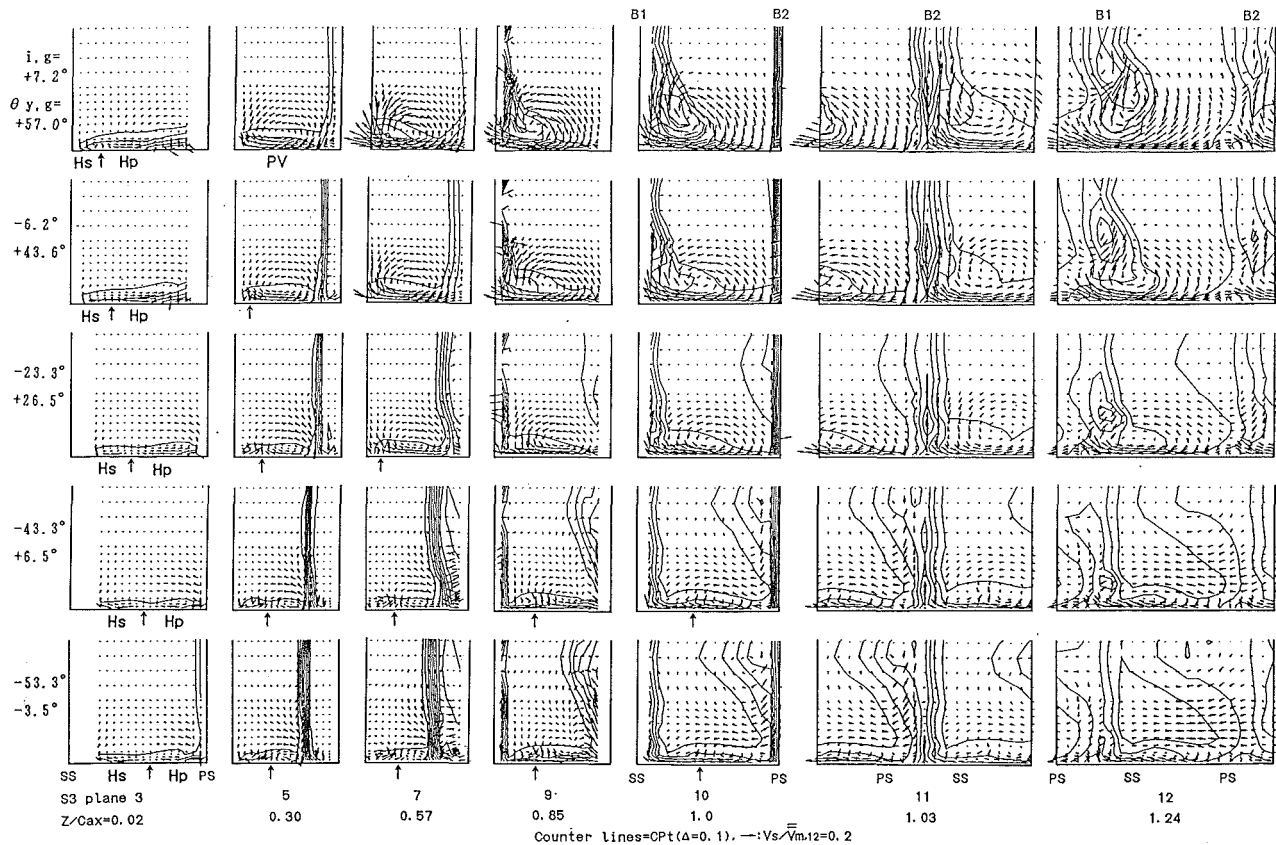 B1 B2 B2 B1 B2
i,g=
+7.2°
θ y,g=
+57.0°
Hs ↑ Hp PV
-6.2°
+43.6°
Hs ↑ Hp ↑
-23.3°
+26.5°
Hs ↑ Hp ↑ ↑
-43.3°
+6.5°
Hs ↑ Hp ↑ ↑ ↑ ↑
-53.3°
-3.5°
SS Hs ↑ Hp PS ↑ ↑ ↑ SS ↑ PS PS SS PS SS PS
S3 plane 3 5 7 9 10 11 12
Z/Cax=0.02 0.30 0.57 0.85 1.0 1.03 1.24
Counter lines=CPt(Δ=0.1), →:Vs/V̿m,12=0.2